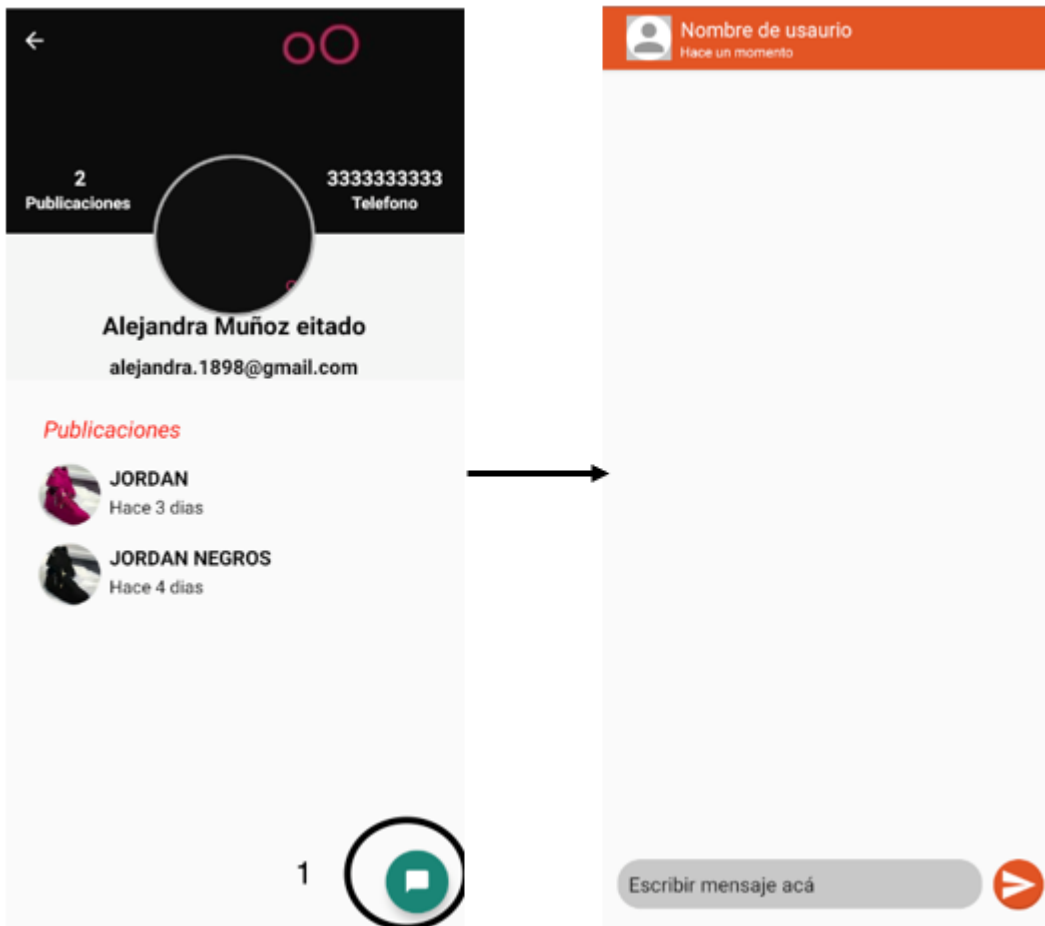 2
Publicaciones
3333333333
Telefono
Alejandra Muñoz eitado
alejandra.1898@gmail.com
Publicaciones
JORDAN
Hace 3 dias
JORDAN NEGROS
Hace 4 dias
1
Nombre de usaurio
Hace un momento
Escribir mensaje acá